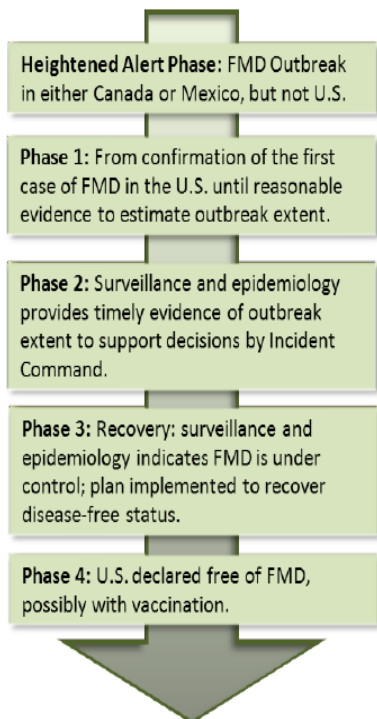 Heightened Alert Phase: FMD Outbreak
in either Canada or Mexico, but not U.S.
Phase 1: From confirmation of the first
case of FMD in the U.S. until reasonable
evidence to estimate outbreak extent.
Phase 2: Surveillance and epidemiology
provides timely evidence of outbreak
extent to support decisions by Incident
Command.
Phase 3: Recovery: surveillance and
epidemiology indicates FMD is under
control; plan implemented to recover
disease-free status.
Phase 4: U.S. declared free of FMD,
possibly with vaccination.